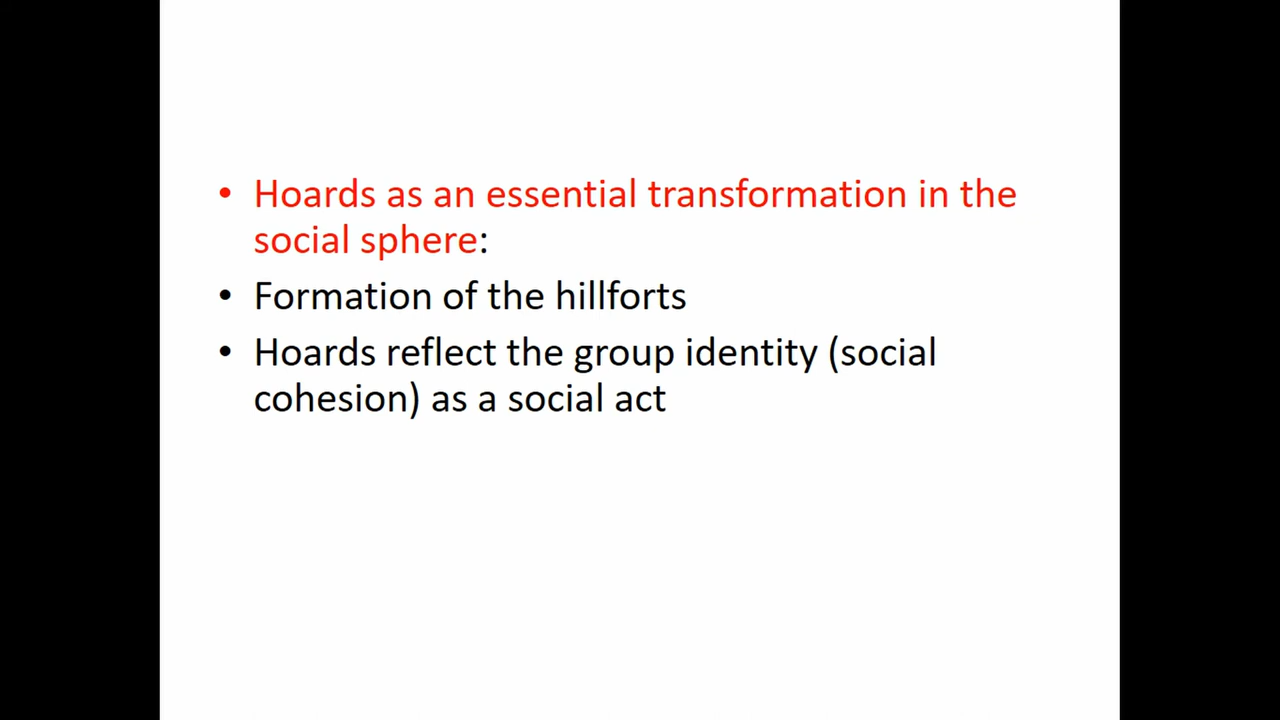 • Hoards as an essential transformation in the
social sphere:
• Formation of the hillforts
• Hoards reflect the group identity (social
cohesion) as a social act